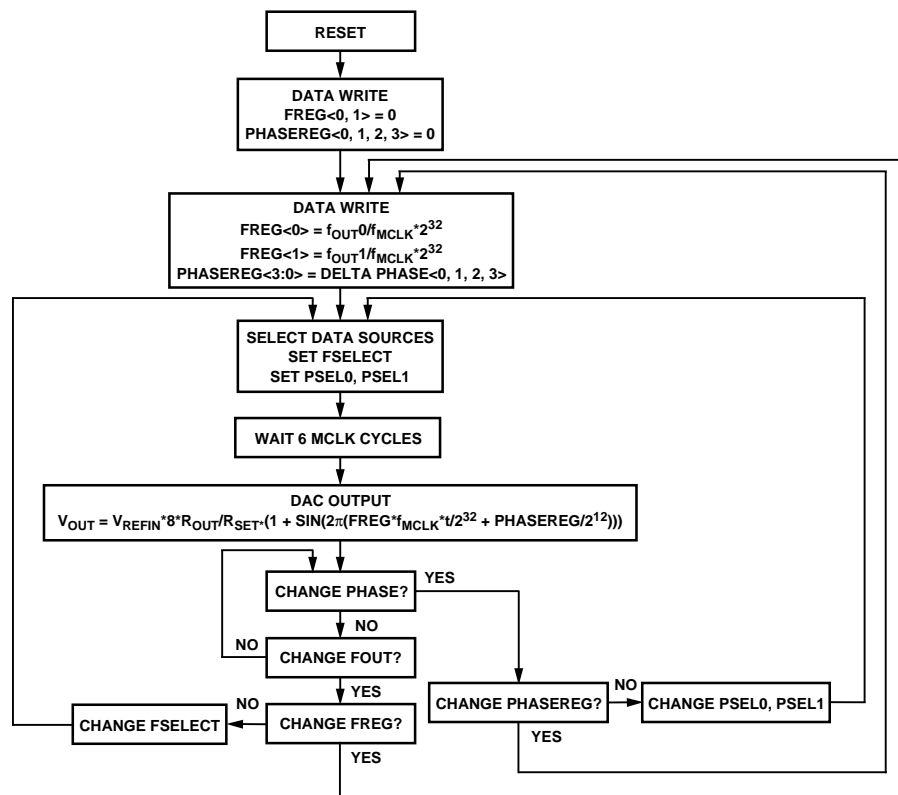 RESET
DATA WRITE
FREG<0, 1> = 0
PHASEREG<0, 1, 2, 3> = 0
DATA WRITE
FREG<0> = fOUT0/fMCLK*2^32
FREG<1> = fOUT1/fMCLK*2^32
PHASEREG<3:0> = DELTA PHASE<0, 1, 2, 3>
SELECT DATA SOURCES
SET FSELECT
SET PSEL0, PSEL1
WAIT 6 MCLK CYCLES
DAC OUTPUT
VOUT = VREFIN*8*ROUT/RSET*(1 + SIN(2π(FREG*fMCLK*t/2^32 + PHASEREG/2^12)))
CHANGE PHASE?
YES
NO
NO
CHANGE FOUT?
YES
CHANGE PHASEREG?
NO
CHANGE PSEL0, PSEL1
YES
CHANGE FSELECT
NO
CHANGE FREG?
YES